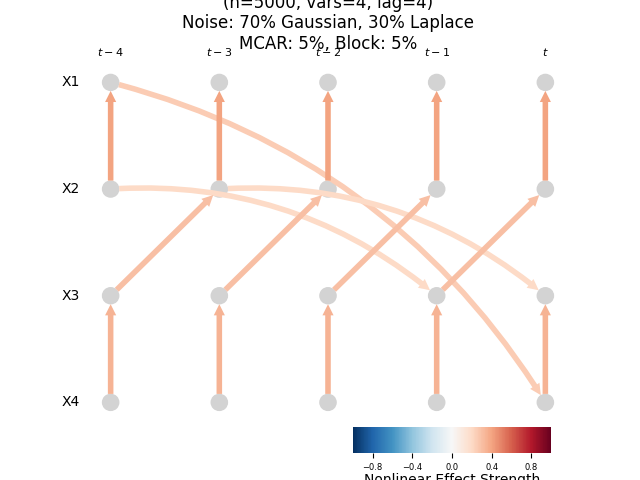 (n=5000, vars=4, lag=4)
Noise: 70% Gaussian, 30% Laplace
MCAR: 5%, Block: 5%
t − 4 t − 3 t − 2 t − 1 t
X1
X2
X3
X4
−0.8 −0.4 0.0 0.4 0.8
Nonlinear Effect Strength